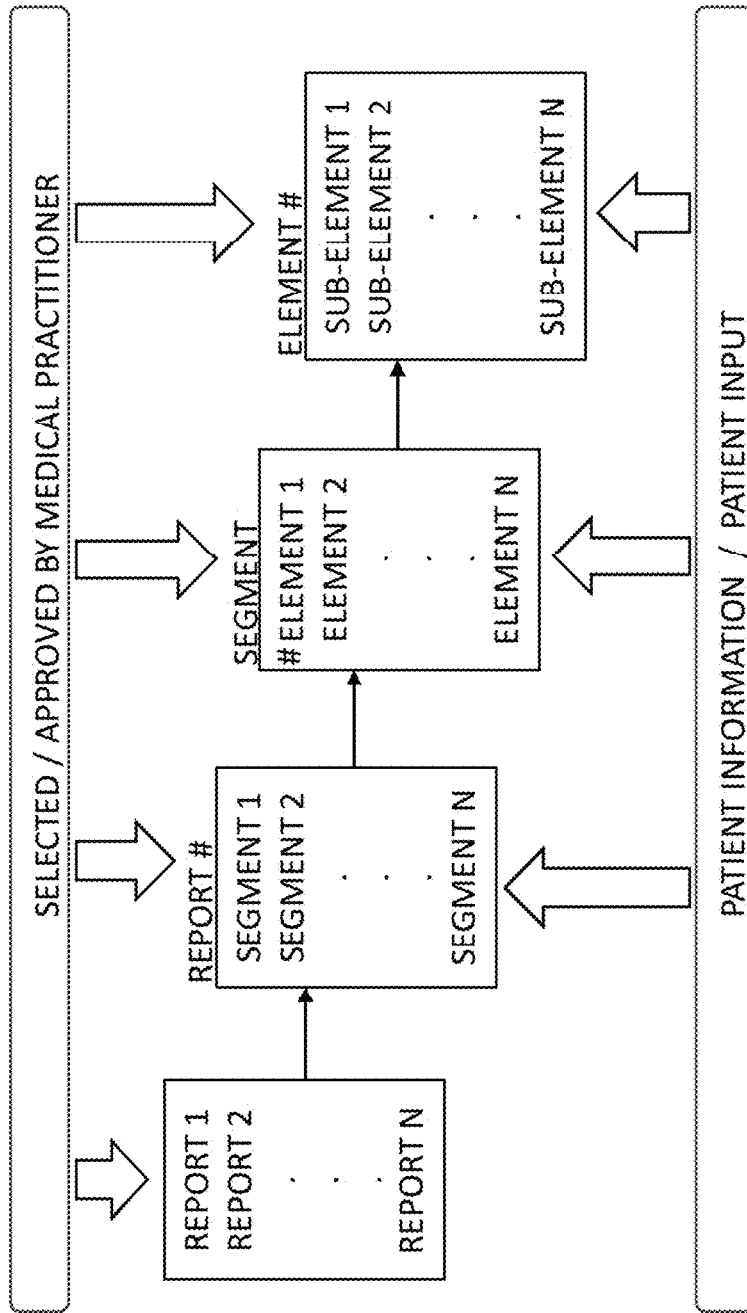 SELECTED / APPROVED BY MEDICAL PRACTITIONER
REPORT 1
REPORT 2
.
.
.
REPORT N
REPORT #
SEGMENT 1
SEGMENT 2
.
.
.
SEGMENT N
SEGMENT
# ELEMENT 1
ELEMENT 2
.
.
.
ELEMENT N
ELEMENT #
SUB-ELEMENT 1
SUB-ELEMENT 2
.
.
.
SUB-ELEMENT N
PATIENT INFORMATION / PATIENT INPUT